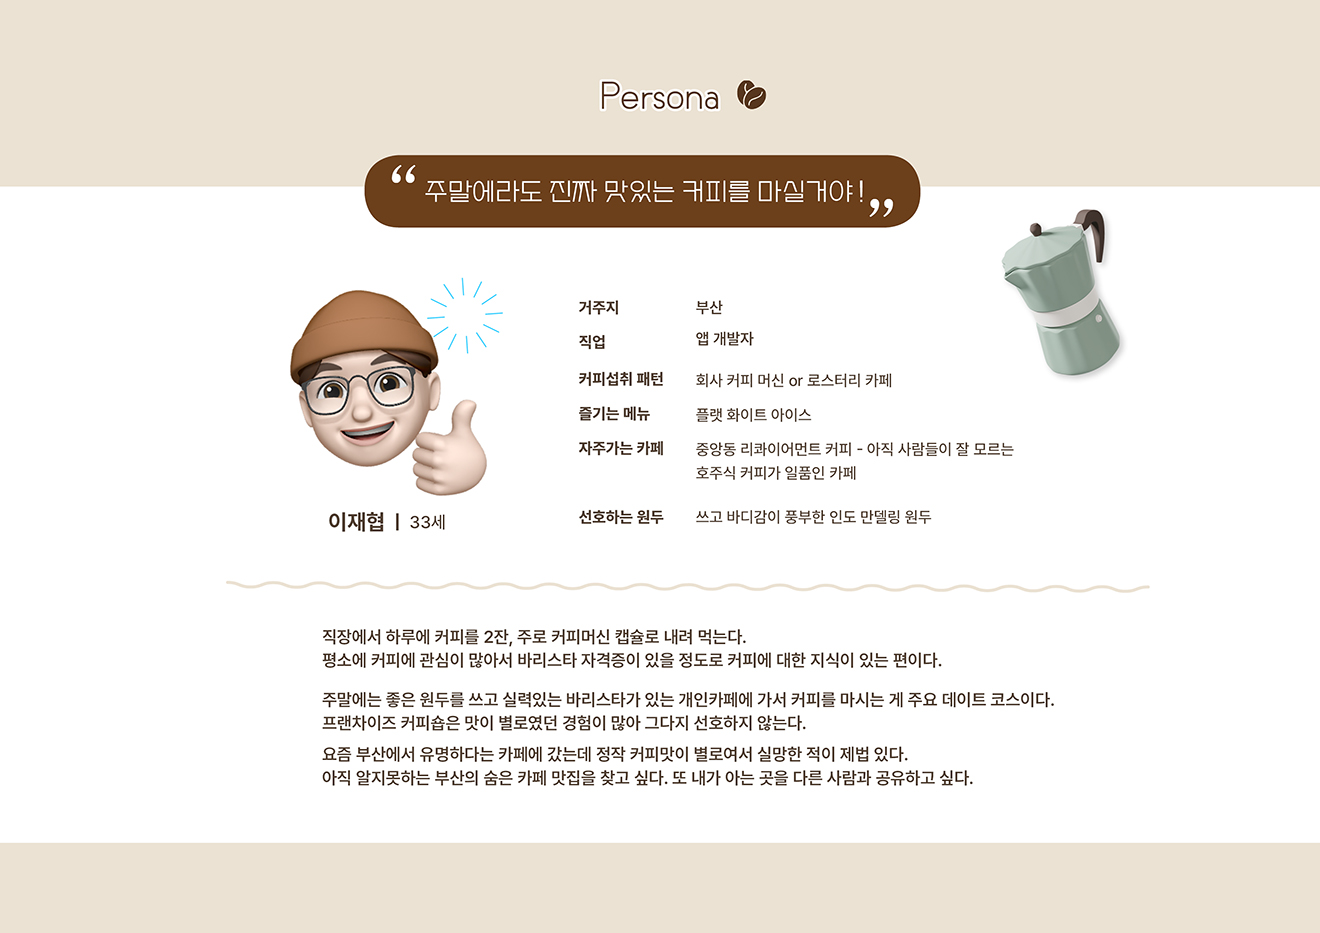 Persona
“주말에라도 진짜 맛있는 커피를 마실거야!”
거주지 부산
직업 앱 개발자
커피섭취 패턴 회사 커피 머신 or 로스터리 카페
즐기는 메뉴 플랫 화이트 아이스
자주가는 카페 중앙동 리콰이어먼트 커피 - 아직 사람들이 잘 모르는
호주식 커피가 일품인 카페
선호하는 원두 쓰고 바디감이 풍부한 인도 만델링 원두
이재협 | 33세
직장에서 하루에 커피를 2잔, 주로 커피머신 캡슐로 내려 먹는다.
평소에 커피에 관심이 많아서 바리스타 자격증이 있을 정도로 커피에 대한 지식이 있는 편이다.
주말에는 좋은 원두를 쓰고 실력있는 바리스타가 있는 개인카페에 가서 커피를 마시는 게 주요 데이트 코스이다.
프랜차이즈 커피숍은 맛이 별로였던 경험이 많아 그다지 선호하지 않는다.
요즘 부산에서 유명하다는 카페에 갔는데 정작 커피맛이 별로여서 실망한 적이 제법 있다.
아직 알지못하는 부산의 숨은 카페 맛집을 찾고 싶다. 또 내가 아는 곳을 다른 사람과 공유하고 싶다.